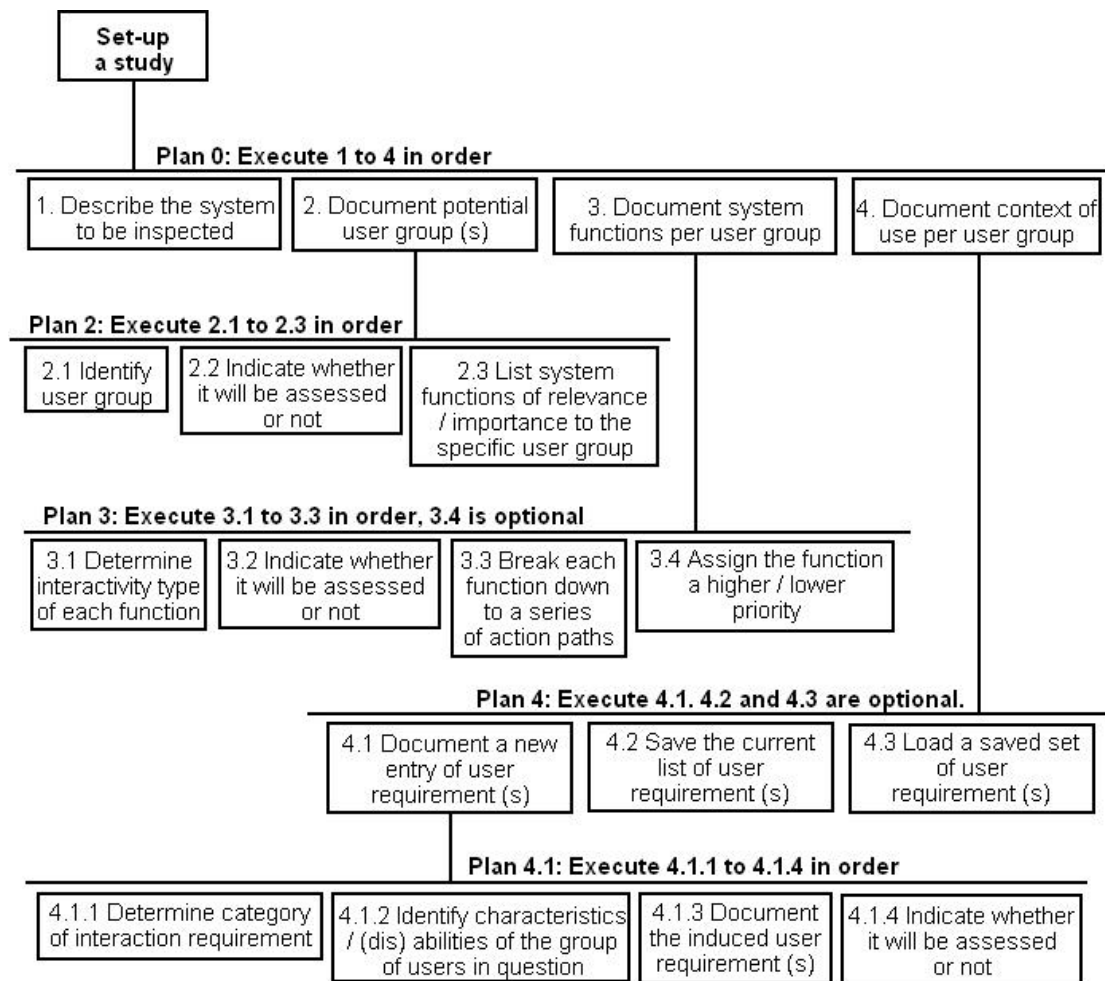 Set-up
a study
Plan 0: Execute 1 to 4 in order
1. Describe the system
to be inspected
2. Document potential
user group (s)
3. Document system
functions per user group
4. Document context of
use per user group
Plan 2: Execute 2.1 to 2.3 in order
2.1 Identify
user group
2.2 Indicate whether
it will be assessed
or not
2.3 List system
functions of relevance
/ importance to the
specific user group
Plan 3: Execute 3.1 to 3.3 in order, 3.4 is optional
3.1 Determine
interactivity type
of each function
3.2 Indicate whether
it will be assessed
or not
3.3 Break each
function down
to a series
of action paths
3.4 Assign the function
a higher / lower
priority
Plan 4: Execute 4.1. 4.2 and 4.3 are optional.
4.1 Document a new
entry of user
requirement (s)
4.2 Save the current
list of user
requirement (s)
4.3 Load a saved set
of user
requirement (s)
Plan 4.1: Execute 4.1.1 to 4.1.4 in order
4.1.1 Determine category
of interaction requirement
4.1.2 Identify characteristics
/ (dis) abilities of the group
of users in question
4.1.3 Document
the induced user
requirement (s)
4.1.4 Indicate whether
it will be assessed
or not